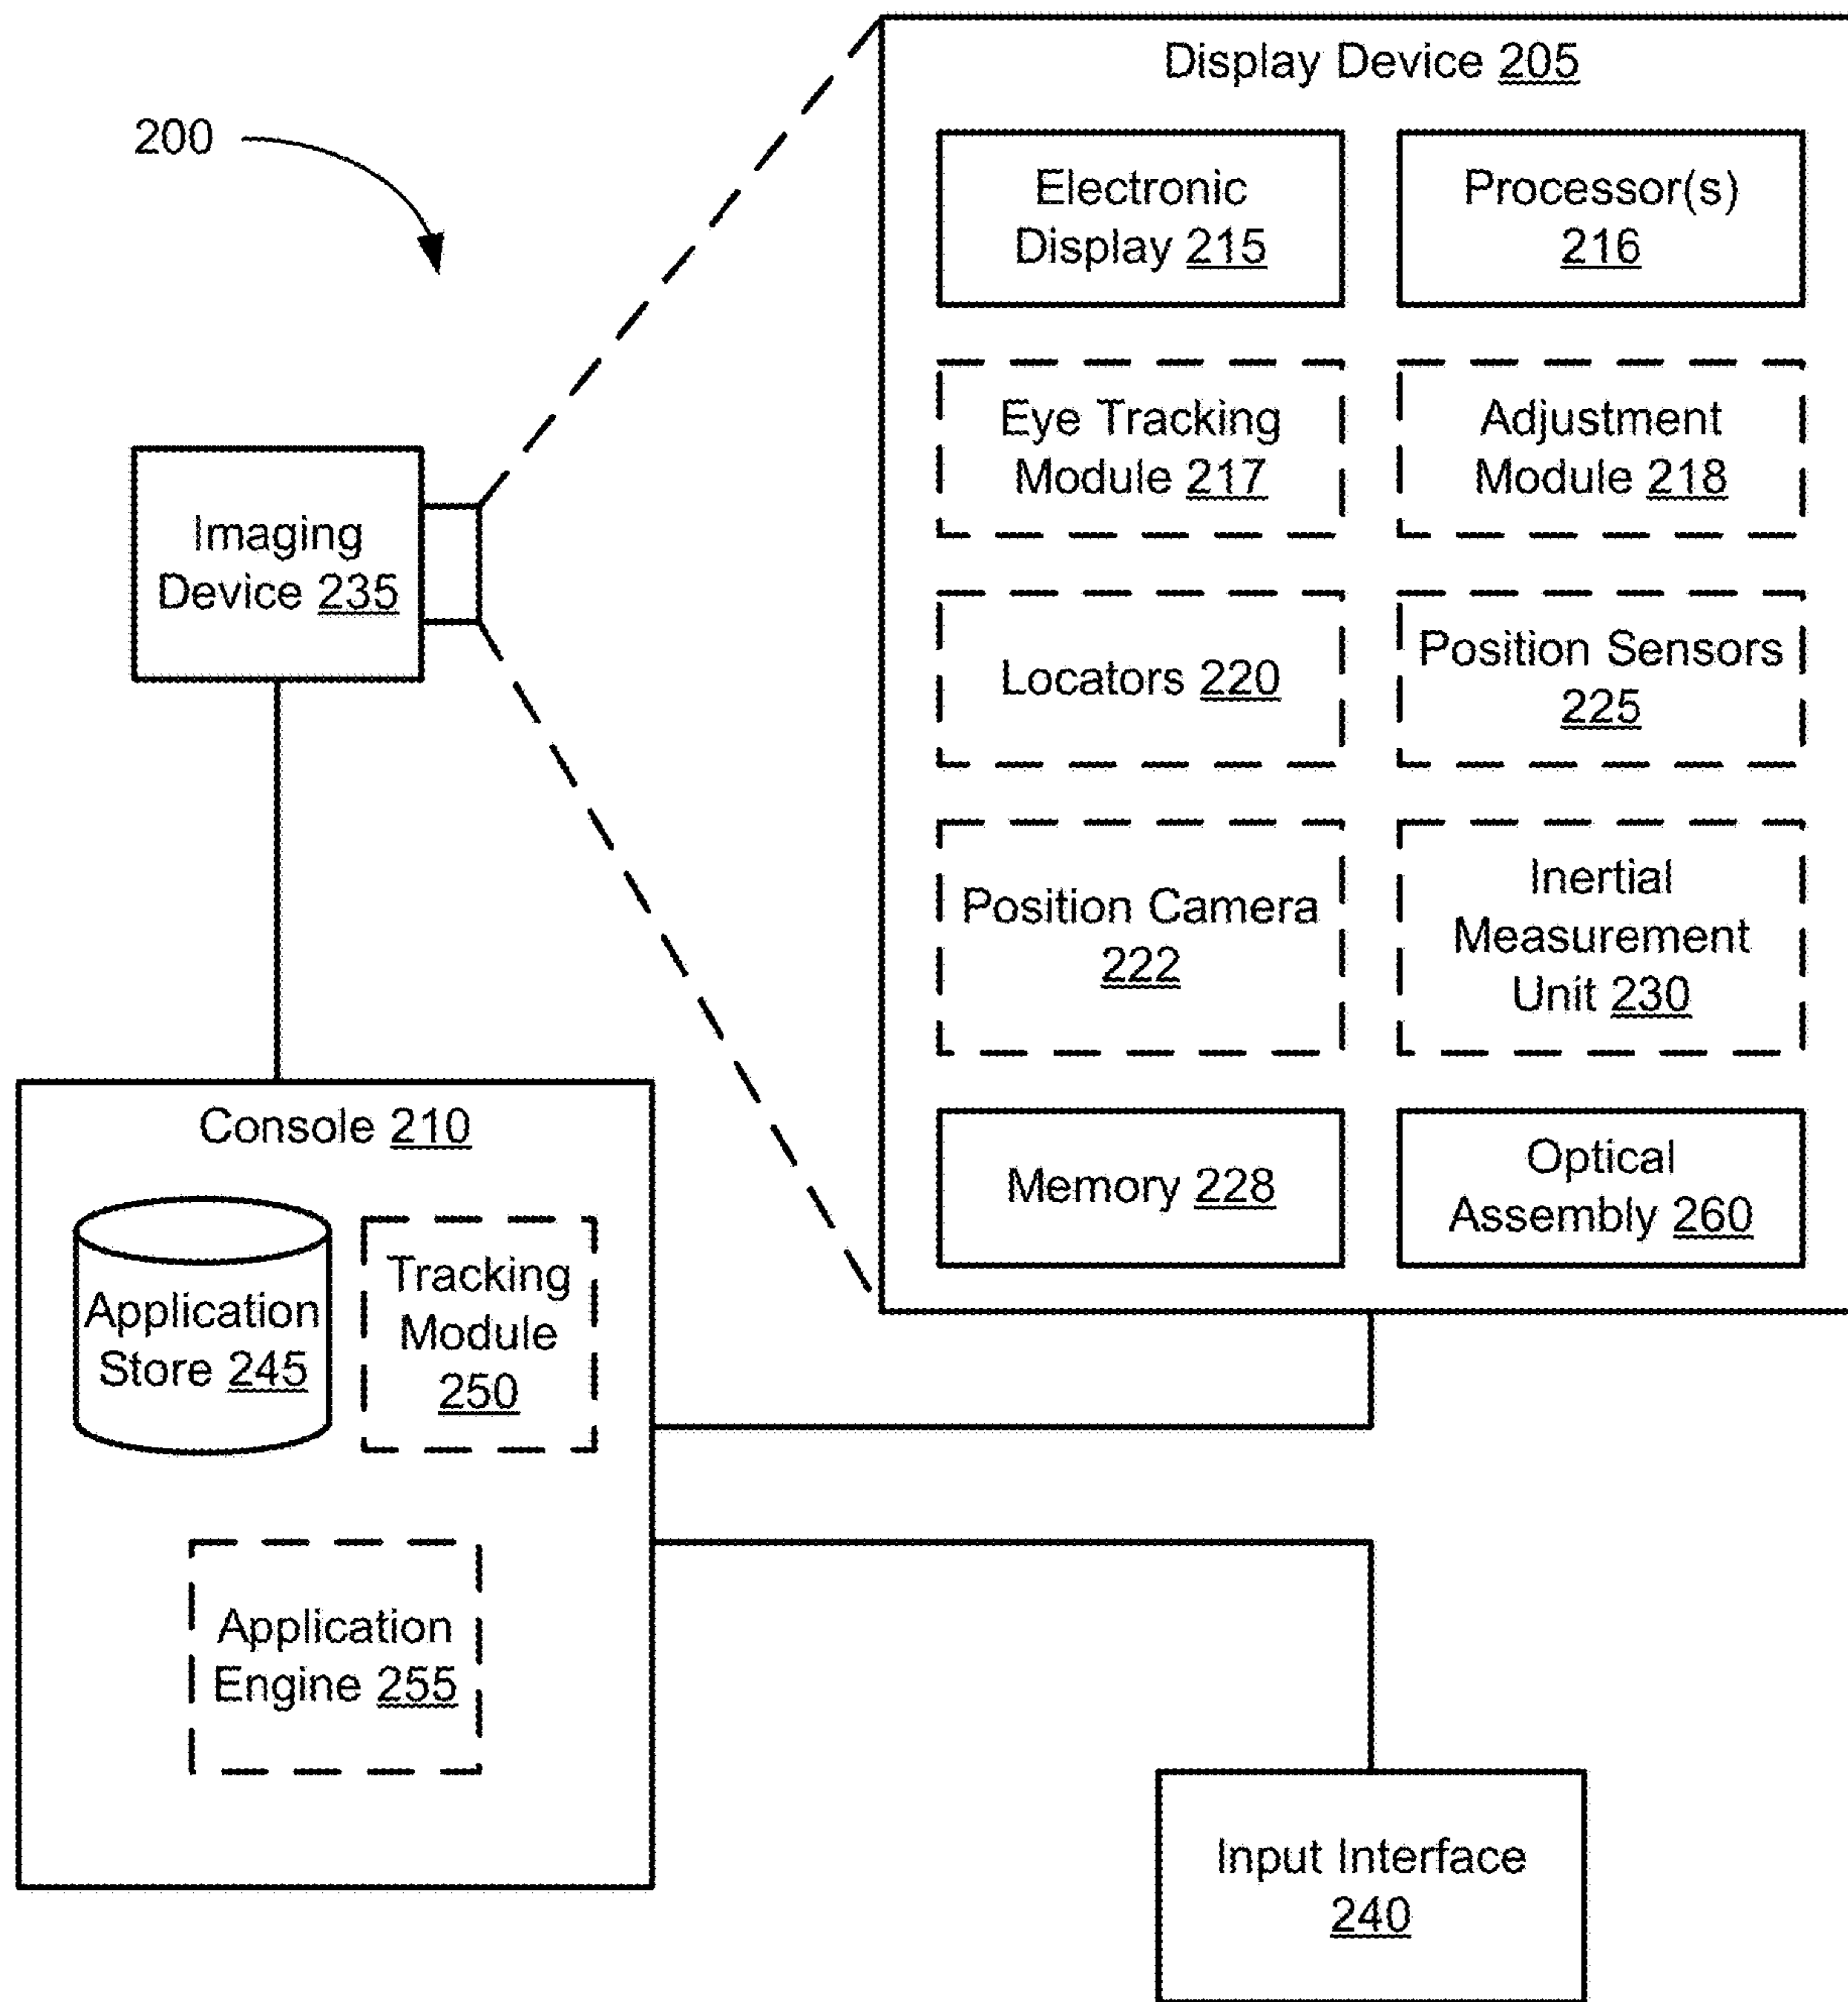 200
Display Device 205
Electronic
Display 215
Processor(s)
216
Eye Tracking
Module 217
Adjustment
Module 218
Locators 220
Position Sensors
225
Position Camera
222
Inertial
Measurement
Unit 230
Memory 228
Optical
Assembly 260
Imaging
Device 235
Console 210
Application
Store 245
Tracking
Module
250
Application
Engine 255
Input Interface
240